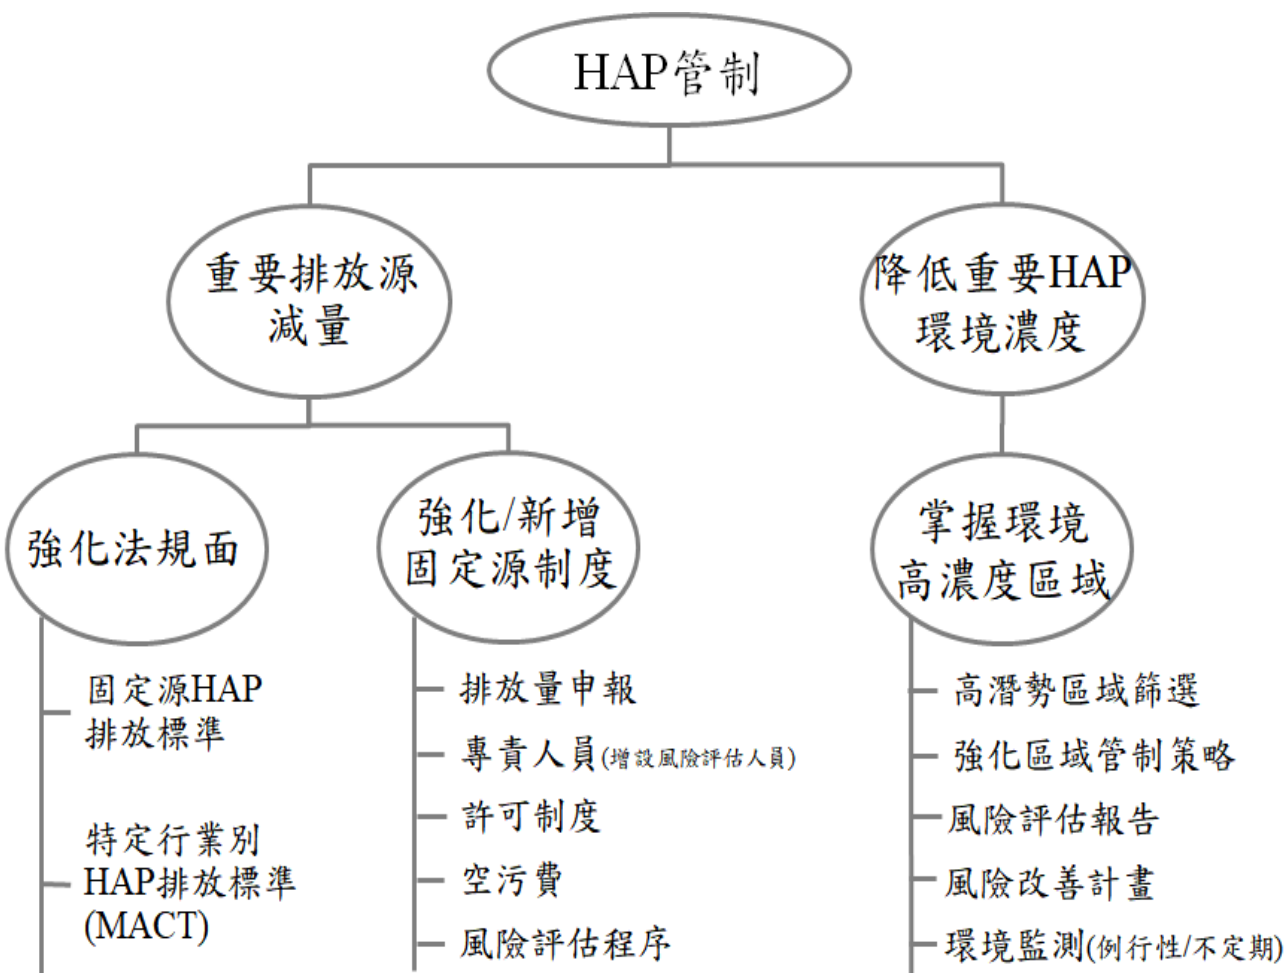 HAP管制
重要排放源
減量
降低重要HAP
環境濃度
強化法規面
強化/新增
固定源制度
掌握環境
高濃度區域
固定源HAP
排放標準
特定行業別
HAP排放標準
(MACT)
排放量申報
專責人員(增設風險評估人員)
許可制度
空污費
風險評估程序
高潛勢區域篩選
強化區域管制策略
風險評估報告
風險改善計畫
環境監測(例行性/不定期)